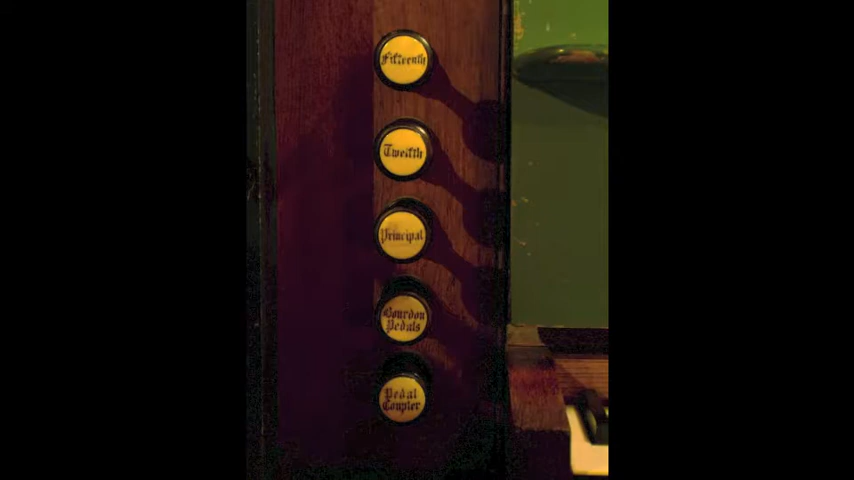 Fifteenth
Twelfth
Principal
Bourdon
Pedals
Pedal
Coupler